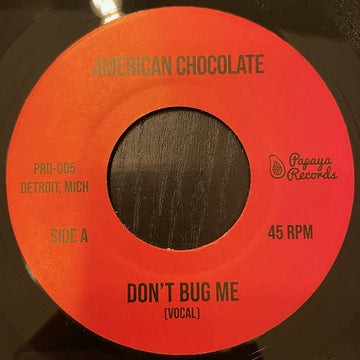 AMERICAN CHOCOLATE
PRD-005
DETROIT, MICH
Papaya
Records
SIDE A
45 RPM
DON'T BUG ME
(VOCAL)